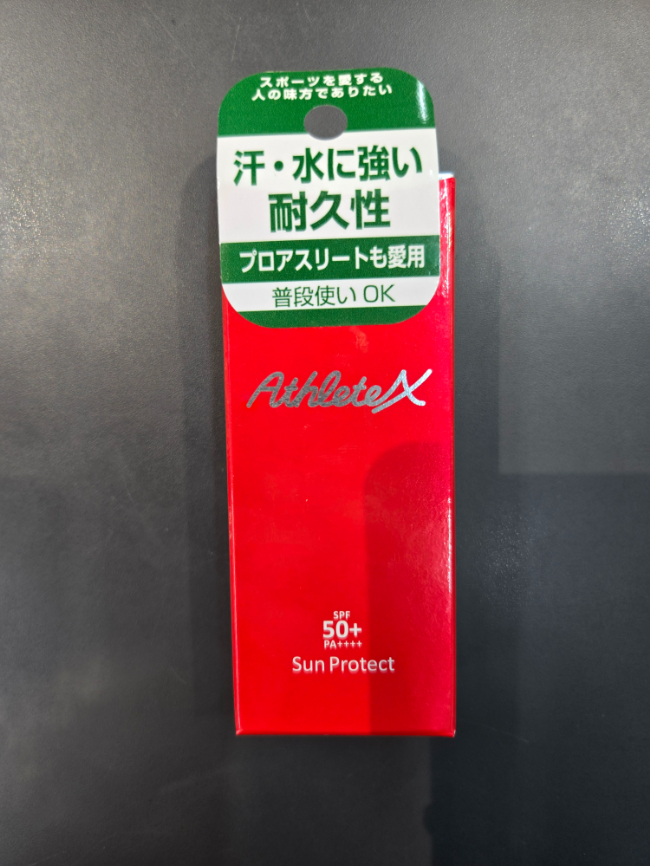 スポーツを愛する
人の味方でありたい
汗・水に強い
耐久性
プロアスリートも愛用
普段使いOK
AthleteX
SPF
50+
PA++++
Sun Protect